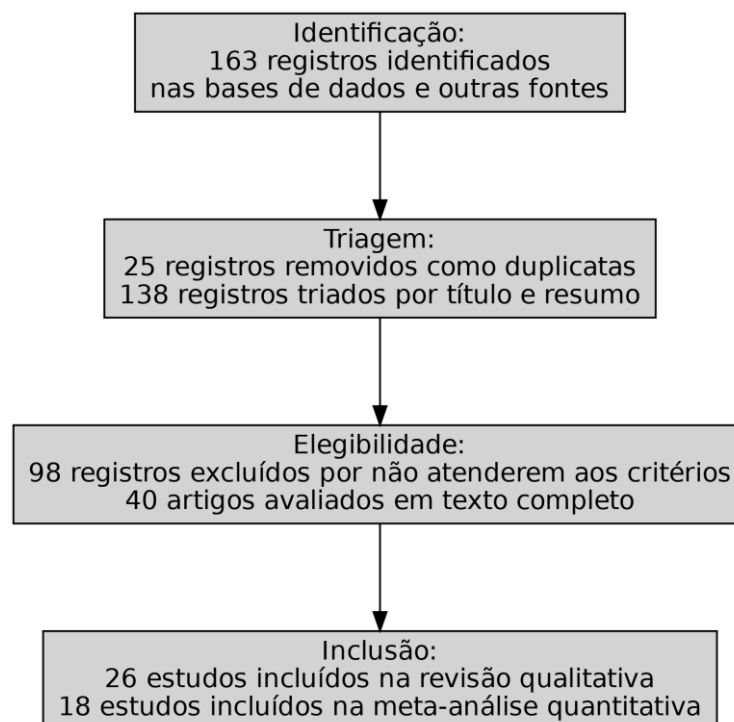 Identificação:
163 registros identificados
nas bases de dados e outras fontes
Triagem:
25 registros removidos como duplicatas
138 registros triados por título e resumo
Elegibilidade:
98 registros excluídos por não atenderem aos critérios
40 artigos avaliados em texto completo
Inclusão:
26 estudos incluídos na revisão qualitativa
18 estudos incluídos na meta-análise quantitativa